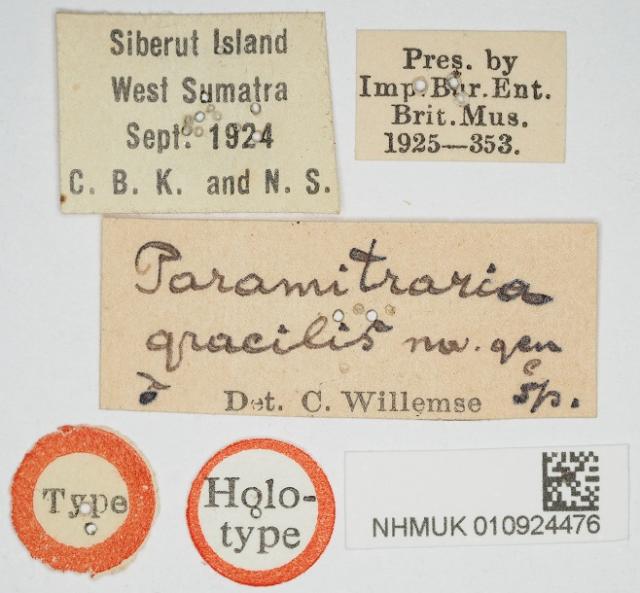 Siberut Island
West Sumatra
Sept. 1924
C. B. K. and N. S.
Pres. by
Imp. Bur. Ent.
Brit. Mus.
1925—353.
Paramitraria
gracilis nov. gen
♂ Det. C. Willemse e sp.
Type
Holo-
type
NHMUK 010924476